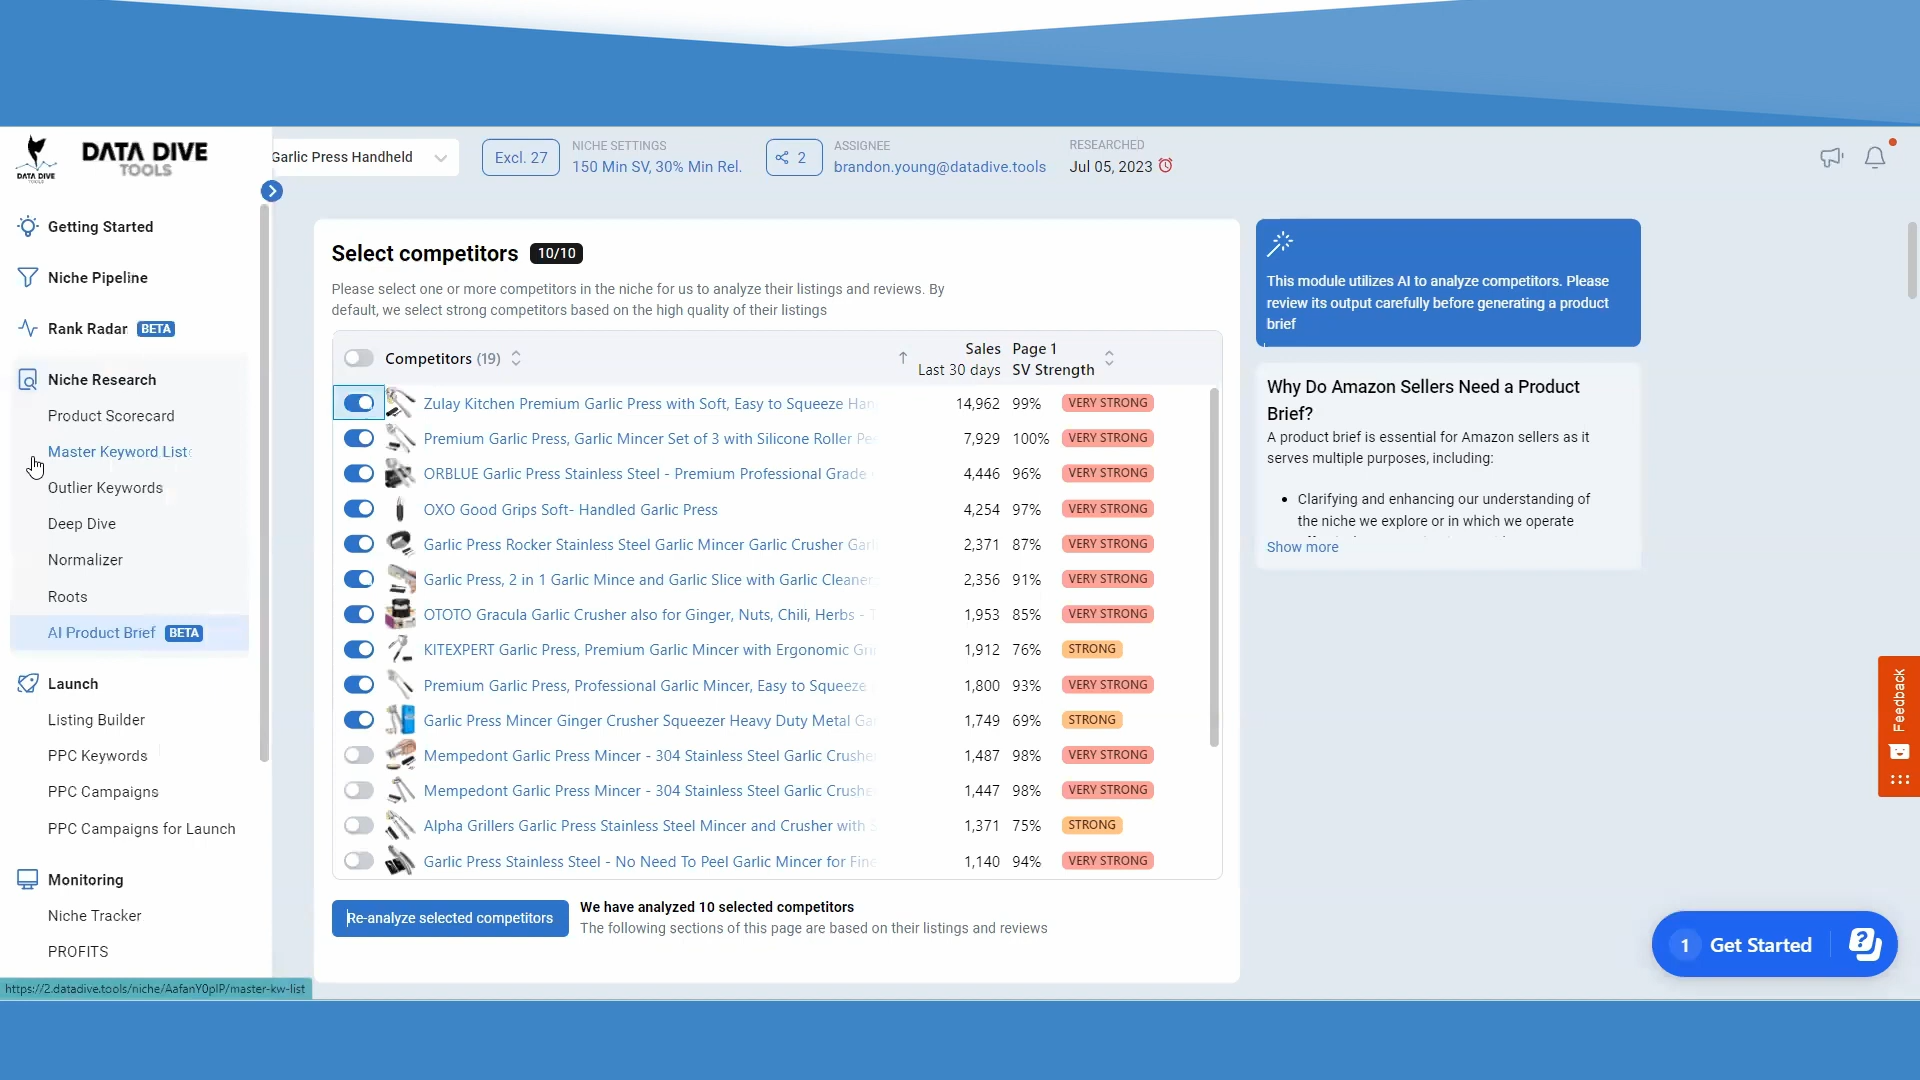 DATA DIVE
TOOLS
DATA DIVE
Garlic Press Handheld
Excl. 27
NICHE SETTINGS
150 Min SV, 30% Min Rel.
2
ASSIGNEE
brandon.young@datadive.tools
RESEARCHED
Jul 05, 2023
Getting Started
Niche Pipeline
Rank Radar BETA
Niche Research
Product Scorecard
Master Keyword List
Outlier Keywords
Deep Dive
Normalizer
Roots
AI Product Brief BETA
Launch
Listing Builder
PPC Keywords
PPC Campaigns
PPC Campaigns for Launch
Monitoring
Niche Tracker
PROFITS
https://2.datadive.tools/niche/AafanY0pIP/master-kw-list
Select competitors 10/10
Please select one or more competitors in the niche for us to analyze their listings and reviews. By
default, we select strong competitors based on the high quality of their listings
Competitors (19)
Sales
Last 30 days
Page 1
SV Strength
Zulay Kitchen Premium Garlic Press with Soft, Easy to Squeeze Han 14,962 99% VERY STRONG
Premium Garlic Press, Garlic Mincer Set of 3 with Silicone Roller Pe 7,929 100% VERY STRONG
ORBLUE Garlic Press Stainless Steel - Premium Professional Grade 4,446 96% VERY STRONG
OXO Good Grips Soft- Handled Garlic Press 4,254 97% VERY STRONG
Garlic Press Rocker Stainless Steel Garlic Mincer Garlic Crusher Garl 2,371 87% VERY STRONG
Garlic Press, 2 in 1 Garlic Mince and Garlic Slice with Garlic Cleaner 2,356 91% VERY STRONG
OTOTO Gracula Garlic Crusher also for Ginger, Nuts, Chili, Herbs - T 1,953 85% VERY STRONG
KITEXPERT Garlic Press, Premium Garlic Mincer with Ergonomic Gri 1,912 76% STRONG
Premium Garlic Press, Professional Garlic Mincer, Easy to Squeeze 1,800 93% VERY STRONG
Garlic Press Mincer Ginger Crusher Squeezer Heavy Duty Metal Ga 1,749 69% STRONG
Mempedont Garlic Press Mincer - 304 Stainless Steel Garlic Crushe 1,487 98% VERY STRONG
Mempedont Garlic Press Mincer - 304 Stainless Steel Garlic Crushe 1,447 98% VERY STRONG
Alpha Grillers Garlic Press Stainless Steel Mincer and Crusher with S 1,371 75% STRONG
Garlic Press Stainless Steel - No Need To Peel Garlic Mincer for Fine 1,140 94% VERY STRONG
Re-analyze selected competitors
We have analyzed 10 selected competitors
The following sections of this page are based on their listings and reviews
This module utilizes AI to analyze competitors. Please
review its output carefully before generating a product
brief
Why Do Amazon Sellers Need a Product
Brief?
A product brief is essential for Amazon sellers as it
serves multiple purposes, including:
• Clarifying and enhancing our understanding of
the niche we explore or in which we operate
Show more
Feedback
1 Get Started